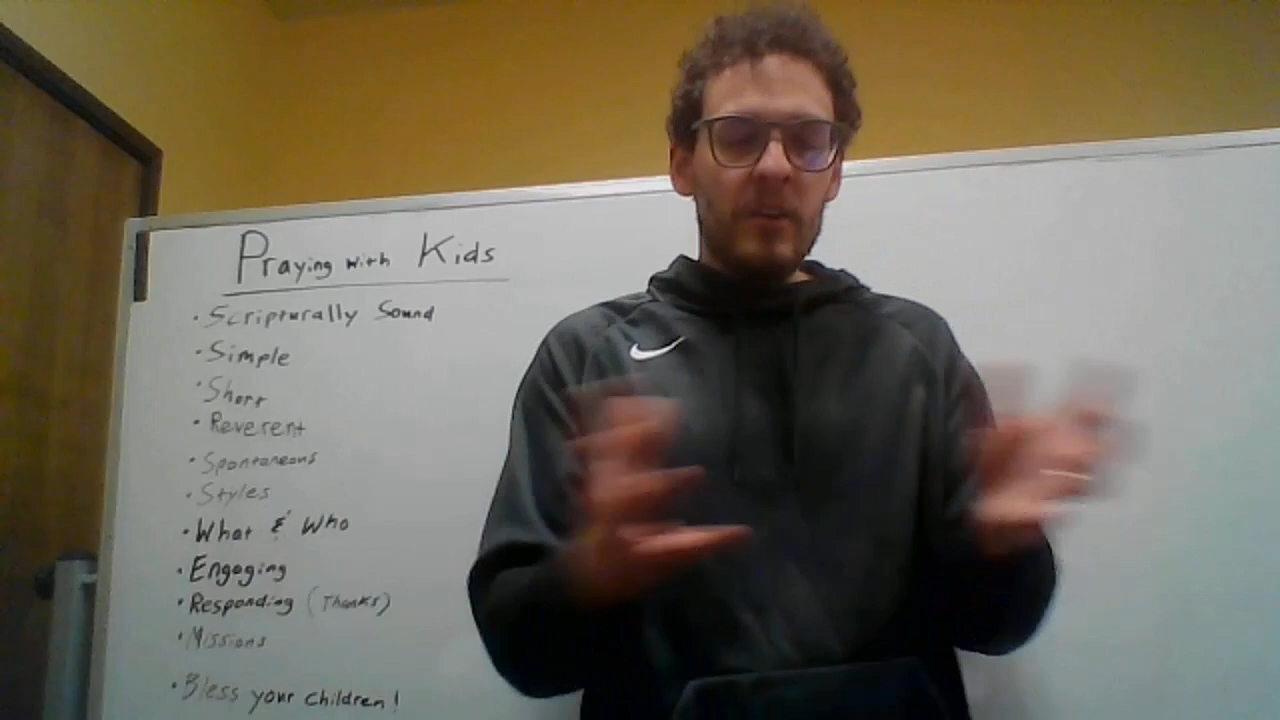 Praying with Kids
• Scripturally Sound
• Simple
• Short
• Reverent
• Spontaneous
• Styles
• What & Who
• Engaging
• Responding (Thanks)
• Missions
• Bless your children!